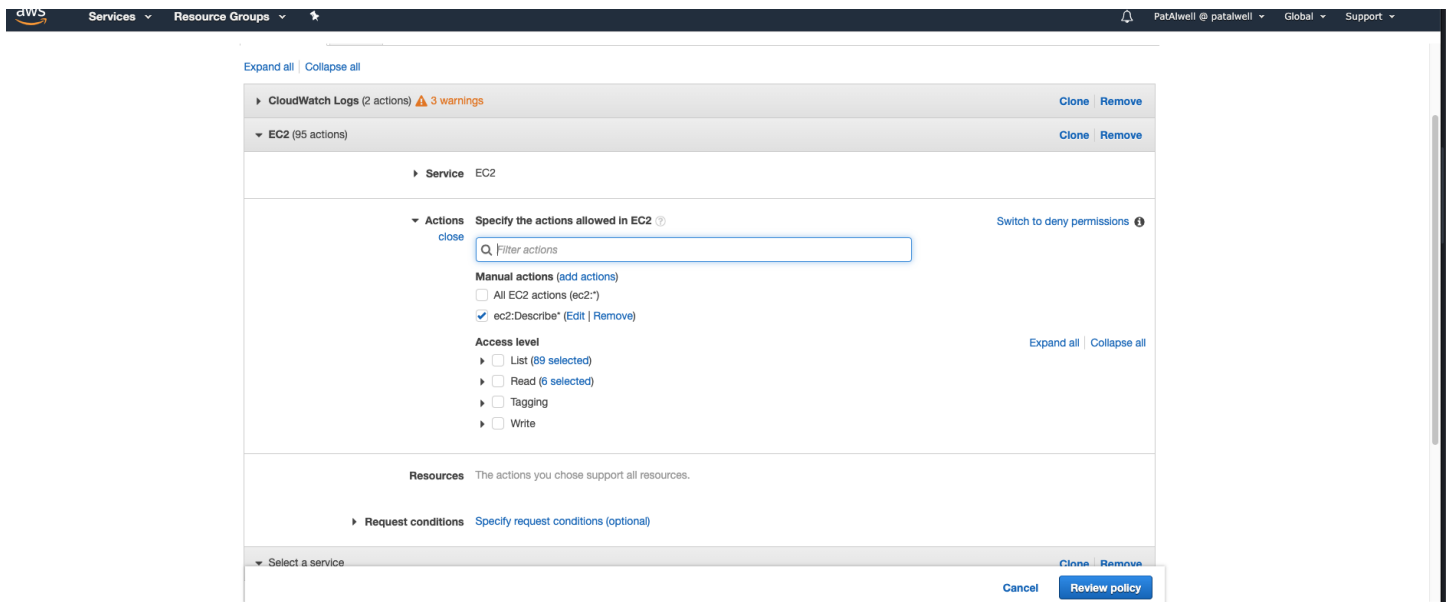 aws Services Resource Groups PatAlwell @ patalwell Global Support
Expand all Collapse all
CloudWatch Logs (2 actions) 3 warnings Clone Remove
EC2 (95 actions) Clone Remove
Service EC2
Actions Specify the actions allowed in EC2 ? Switch to deny permissions i
close
Filter actions
Manual actions (add actions)
All EC2 actions (ec2:*)
ec2:Describe* (Edit | Remove)
Access level Expand all Collapse all
List (89 selected)
Read (6 selected)
Tagging
Write
Resources The actions you chose support all resources.
Request conditions Specify request conditions (optional)
Select a service Clone Remove
Cancel Review policy